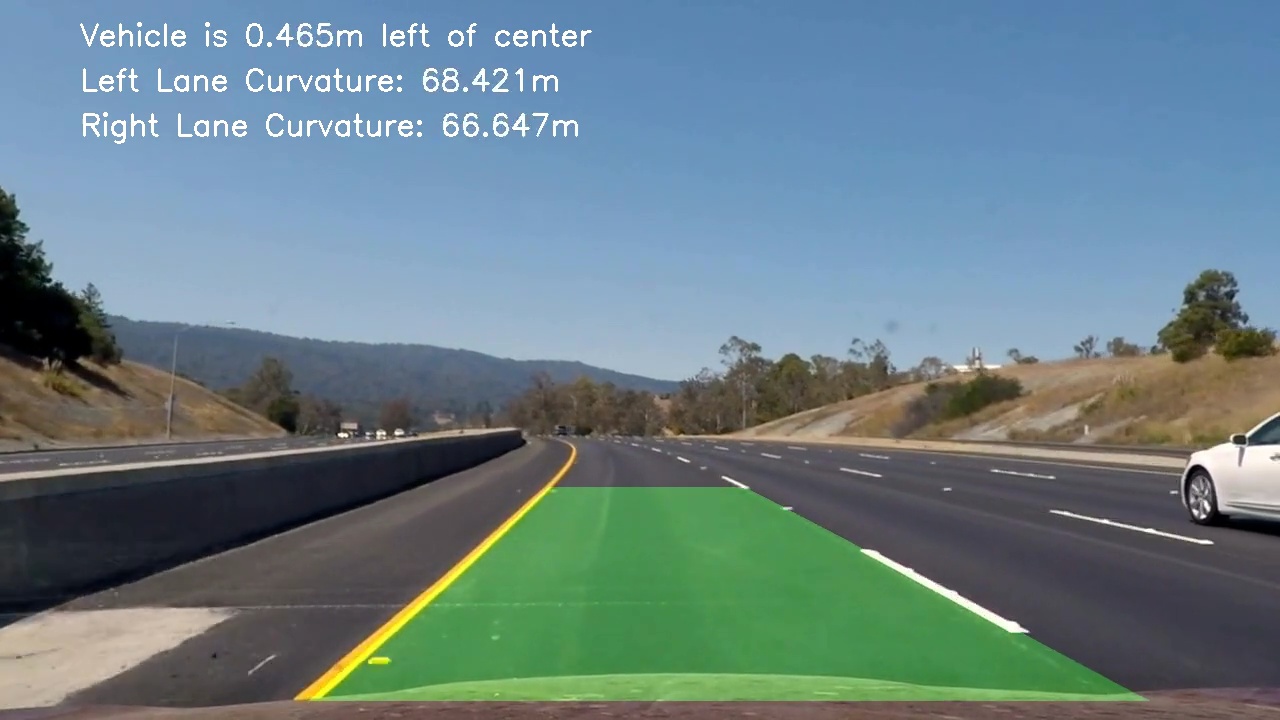 Vehicle is 0.465m left of center
Left Lane Curvature: 68.421m
Right Lane Curvature: 66.647m